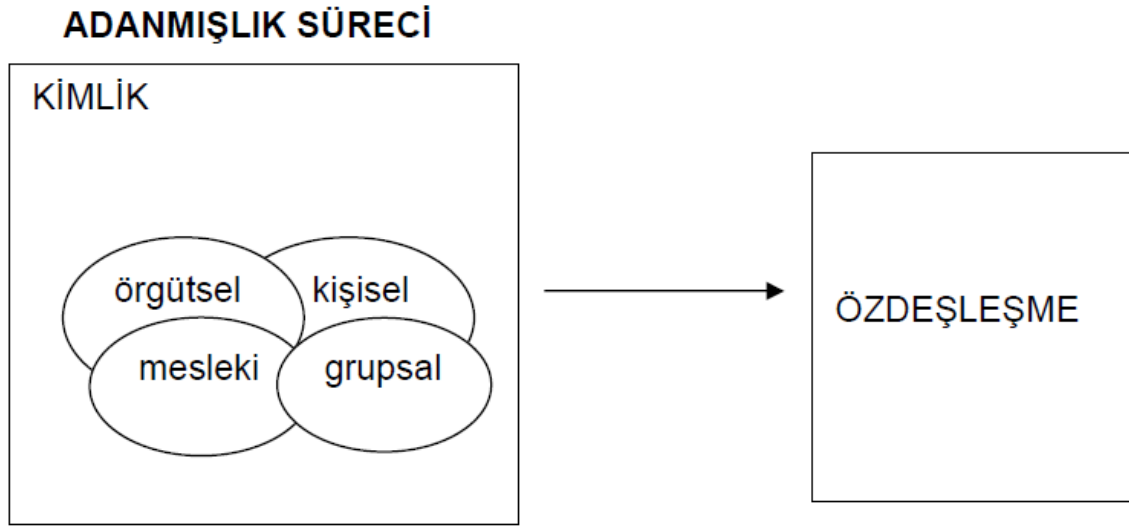 ADANMIŞLIK SÜRECİ
KİMLİK
örgütsel kişisel
mesleki grupsal
ÖZDEŞLEŞME